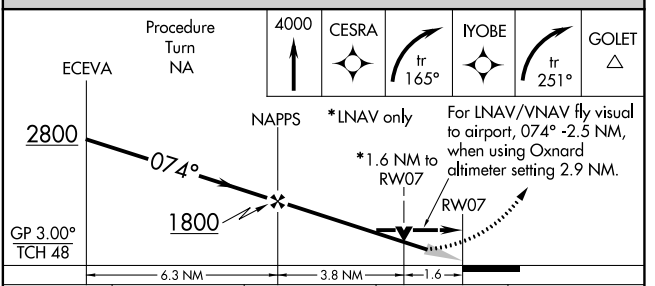 Procedure
Turn
NA
4000
CESRA
tr
165°
IYOBE
tr
251°
GOLET
ECEVA
2800
074°
NAPPS
1800
*LNAV only
*1.6 NM to
RW07
For LNAV/VNAV fly visual
to airport, 074° -2.5 NM,
when using Oxnard
altimeter setting 2.9 NM.
RW07
GP 3.00°
TCH 48
6.3 NM
3.8 NM
1.6